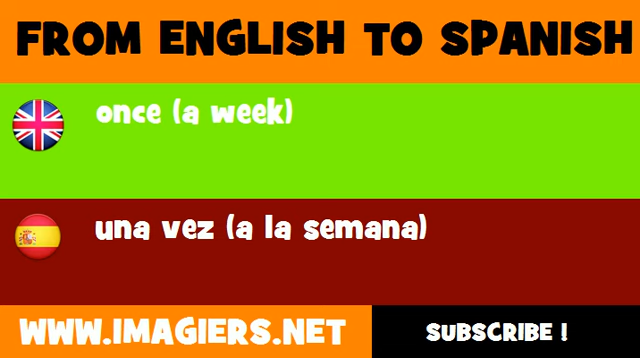 FROM ENGLISH TO SPANISH
once (a week)
una vez (a la semana)
WWW.IMAGIERS.NET
SUBSCRIBE !